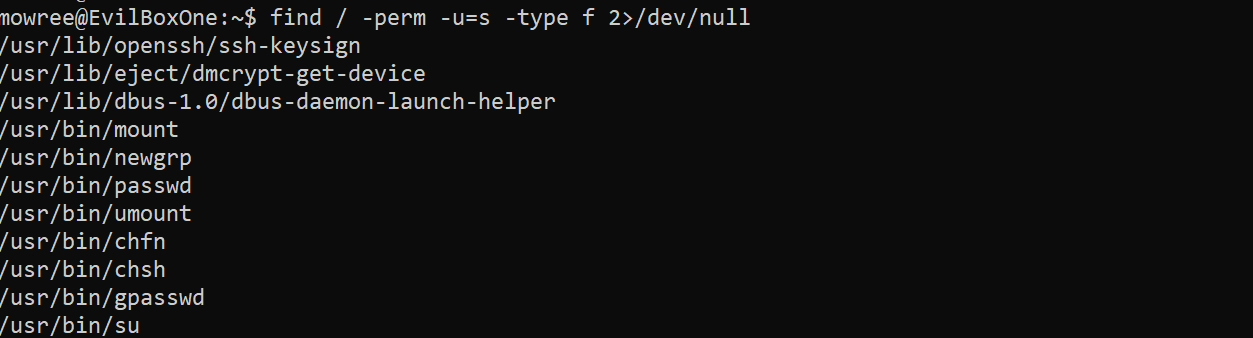 mowree@EvilBoxOne:~$ find / -perm -u=s -type f 2>/dev/null
/usr/lib/openssh/ssh-keysign
/usr/lib/eject/dmcrypt-get-device
/usr/lib/dbus-1.0/dbus-daemon-launch-helper
/usr/bin/mount
/usr/bin/newgrp
/usr/bin/passwd
/usr/bin/umount
/usr/bin/chfn
/usr/bin/chsh
/usr/bin/gpasswd
/usr/bin/su